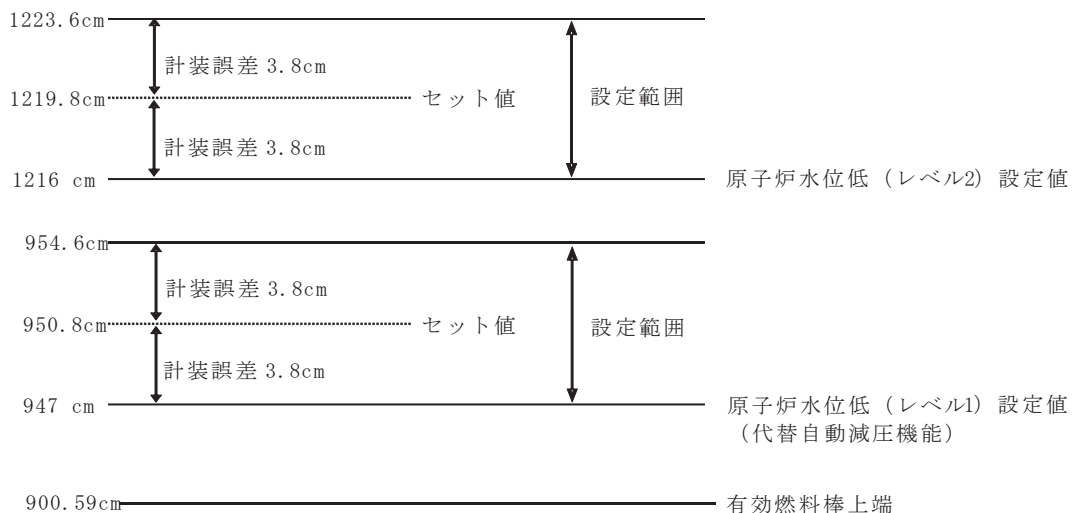 1223.6cm
計装誤差 3.8cm
1219.8cm
セット値
設定範囲
計装誤差 3.8cm
1216 cm
原子炉水位低（レベル2）設定値
954.6cm
計装誤差 3.8cm
950.8cm
セット値
設定範囲
計装誤差 3.8cm
947 cm
原子炉水位低（レベル1）設定値
（代替自動減圧機能）
900.59cm
有効燃料棒上端